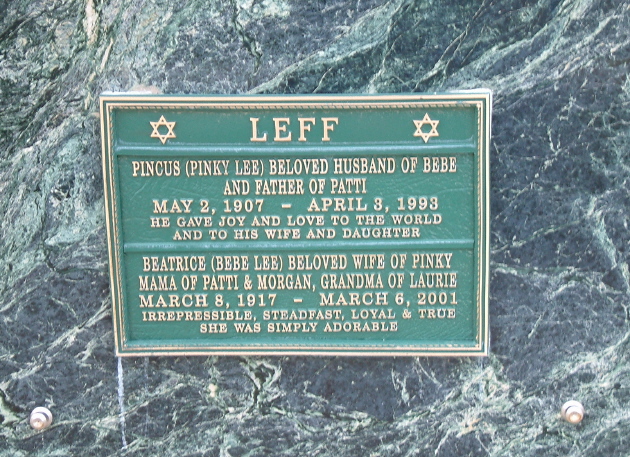 LEFF
PINCUS (PINKY LEE) BELOVED HUSBAND OF BEBE
AND FATHER OF PATTI
MAY 2, 1907 - APRIL 3, 1993
HE GAVE JOY AND LOVE TO THE WORLD
AND TO HIS WIFE AND DAUGHTER
BEATRICE (BEBE LEE) BELOVED WIFE OF PINKY
MAMA OF PATTI & MORGAN, GRANDMA OF LAURIE
MARCH 8, 1917 - MARCH 6, 2001
IRREPRESSIBLE, STEADFAST, LOYAL & TRUE
SHE WAS SIMPLY ADORABLE